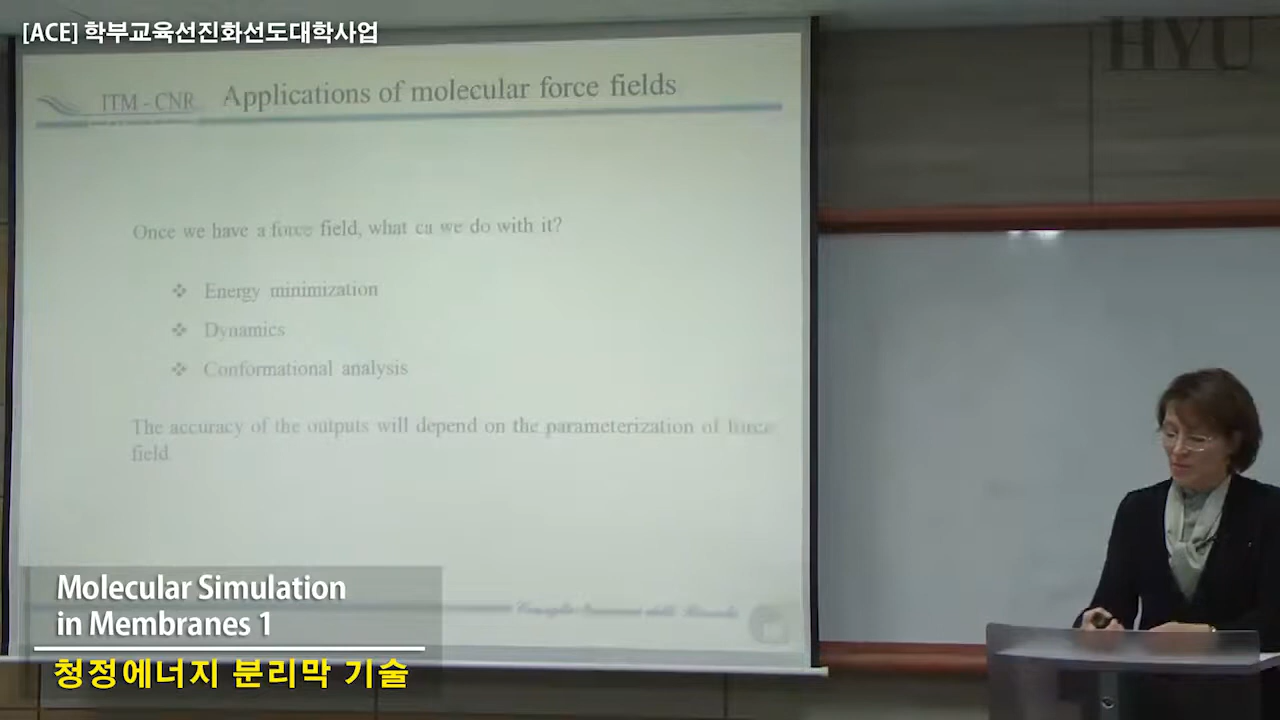 [ACE] 학부교육선진화선도대학사업
HYU
ITM - CNR
Applications of molecular force fields
Once we have a force field, what ca we do with it?
❖ Energy minimization
❖ Dynamics
❖ Conformational analysis
The accuracy of the outputs will depend on the parameterization of force
field.
Molecular Simulation
in Membranes 1
청정에너지 분리막 기술